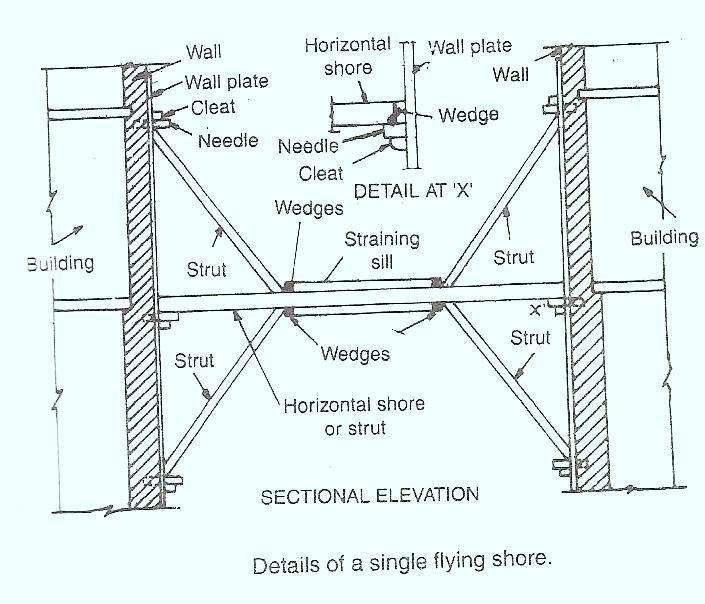 Wall
Wall plate
Cleat
Needle
Horizontal
shore
Wall plate
Wall
Wedge
Needle
Cleat
DETAIL AT 'X'
Wedges
Straining
sill
Building
Strut
Strut
Building
X'
Strut
Strut
Wedges
Horizontal shore
or strut
SECTIONAL ELEVATION
Details of a single flying shore.